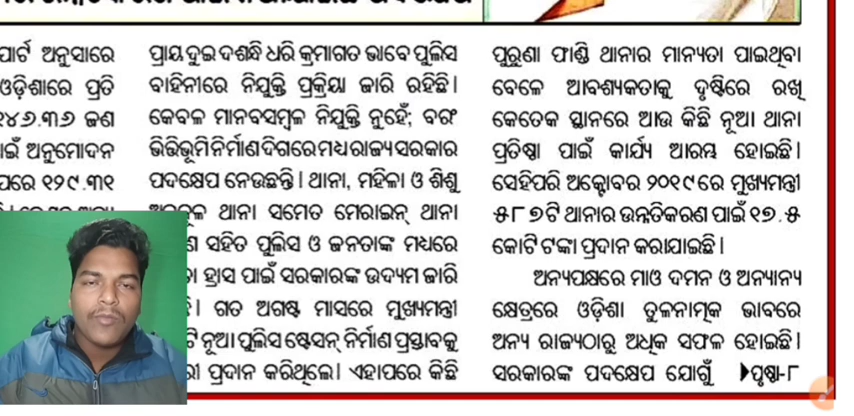 ପାର୍ଟ ଅନୁସାରେ
ଓଡ଼ିଶାରେ ପ୍ରତି
୧୪୬.୩୬ ଜଣ
ଅନୁମୋଦନ
ପରେ ୧୨୯.୩୧
ପ୍ରାୟ ଦୁଇ ଦଶନ୍ଧି ଧରି କ୍ରମାଗତ ଭାବେ ପୁଲିସ
ବାହିନୀରେ ନିଯୁକ୍ତି ପ୍ରକ୍ରିୟା ଜାରି ରହିଛି।
କେବଳ ମାନବସମ୍ବଳ ନିଯୁକ୍ତି ନୁହେଁ; ବରଂ
ଭିତ୍ତିଭୂମି ନିର୍ମାଣ ଦିଗରେ ମଧ୍ୟ ରାଜ୍ୟ ସରକାର
ପଦକ୍ଷେପ ନେଉଛନ୍ତି। ଥାନା, ମହିଳା ଓ ଶିଶୁ
ଥାନା ସମେତ ମେରାଇନ୍ ଥାନା
ସହିତ ପୁଲିସ ଓ ଜନତାଙ୍କ ମଧ୍ୟରେ
ହ୍ରାସ ପାଇଁ ସରକାରଙ୍କ ଉଦ୍ୟମ ଜାରି
ଗତ ଅଗଷ୍ଟ ମାସରେ ମୁଖ୍ୟମନ୍ତ୍ରୀ
ଟି ନୂଆ ପୁଲିସ ଷ୍ଟେସନ୍ ନିର୍ମାଣ ପ୍ରସ୍ତାବକୁ
ପ୍ରଦାନ କରିଥିଲେ। ଏହାପରେ କିଛି
ପୁରୁଣା ଫାଣ୍ଡି ଥାନାର ମାନ୍ୟତା ପାଇଥିବା
ବେଳେ ଆବଶ୍ୟକତାକୁ ଦୃଷ୍ଟିରେ ରଖି
କେତେକ ସ୍ଥାନରେ ଆଉ କିଛି ନୂଆ ଥାନା
ପ୍ରତିଷ୍ଠା ପାଇଁ କାର୍ଯ୍ୟ ଆରମ୍ଭ ହୋଇଛି।
ସେହିପରି ଅକ୍ଟୋବର ୨୦୧୯ରେ ମୁଖ୍ୟମନ୍ତ୍ରୀ
୫୮୭ଟି ଥାନାର ଉନ୍ନତିକରଣ ପାଇଁ ୧୭.୫
କୋଟି ଟଙ୍କା ପ୍ରଦାନ କରାଯାଇଛି।
ଅନ୍ୟପକ୍ଷରେ ମାଓ ଦମନ ଓ ଅନ୍ୟାନ୍ୟ
କ୍ଷେତ୍ରରେ ଓଡ଼ିଶା ତୁଳନାତ୍ମକ ଭାବରେ
ଅନ୍ୟ ରାଜ୍ୟଠାରୁ ଅଧିକ ସଫଳ ହୋଇଛି।
ସରକାରଙ୍କ ପଦକ୍ଷେପ ଯୋଗୁଁ ▶ପୃଷ୍ଠା-୮